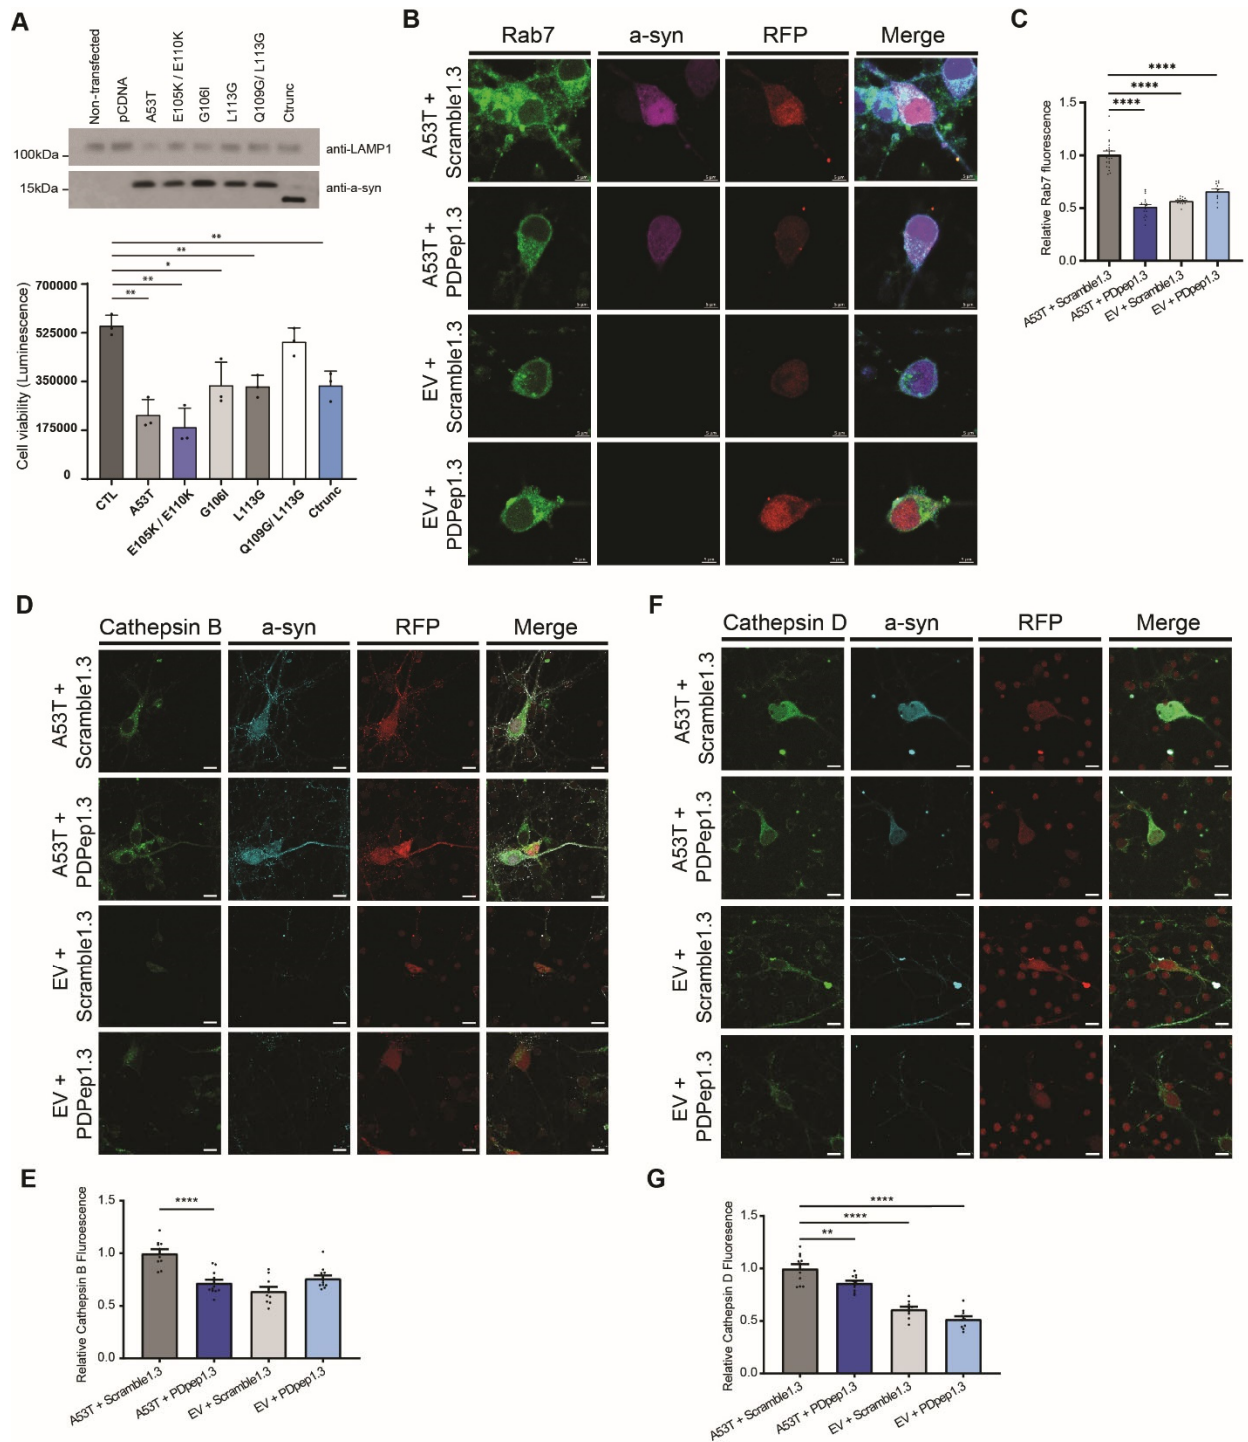 A
Non-transfected
pCDNA
A53T
E105K / E110K
G106I
L113G
Q109G/ L113G
Ctrunc
100kDa
anti-LAMP1
15kDa
anti-a-syn
**
**
*
**
**
Cell viability (Luminescence)
700000
525000
350000
175000
0
CTL
A53T
E105K / E110K
G106I
L113G
Q109G/ L113G
Ctrunc
B
Rab7
a-syn
RFP
Merge
A53T +
Scramble1.3
A53T +
PDPep1.3
EV +
Scramble1.3
EV +
PDPep1.3
C
****
****
****
Relative Rab7 fluorescence
1.5
1.0
0.5
0.0
A53T + Scramble1.3
A53T + PDpep1.3
EV + Scramble1.3
EV + PDpep1.3
D
Cathepsin B
a-syn
RFP
Merge
A53T +
Scramble1.3
A53T +
PDPep1.3
EV +
Scramble1.3
EV +
PDPep1.3
E
****
Relative Cathepsin B Fluroescence
1.5
1.0
0.5
0.0
A53T + Scramble1.3
A53T + PDpep1.3
EV + Scramble1.3
EV + PDpep1.3
F
Cathepsin D
a-syn
RFP
Merge
A53T +
Scramble1.3
A53T +
PDPep1.3
EV +
Scramble1.3
EV +
PDPep1.3
G
****
****
**
Relative Cathepsin D Fluoresence
1.5
1.0
0.5
0.0
A53T + Scramble1.3
A53T + PDpep1.3
EV + Scramble1.3
EV + PDpep1.3